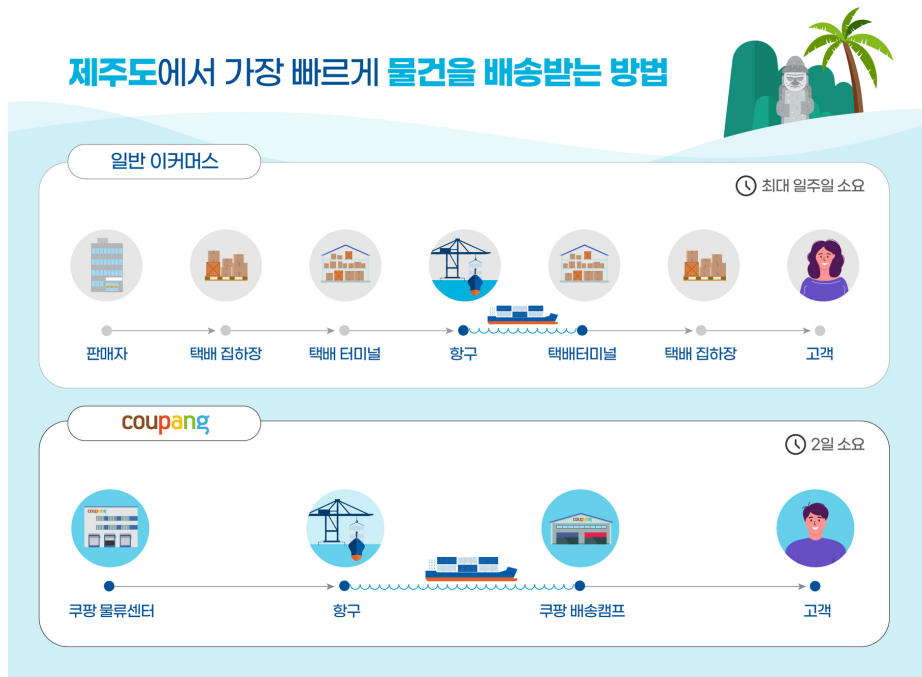 제주도에서 가장 빠르게 물건을 배송받는 방법
일반 이커머스
최대 일주일 소요
판매자
택배 집하장
택배 터미널
항구
택배터미널
택배 집하장
고객
coupang
2일 소요
coupang
coupang
쿠팡 물류센터
항구
쿠팡 배송캠프
고객